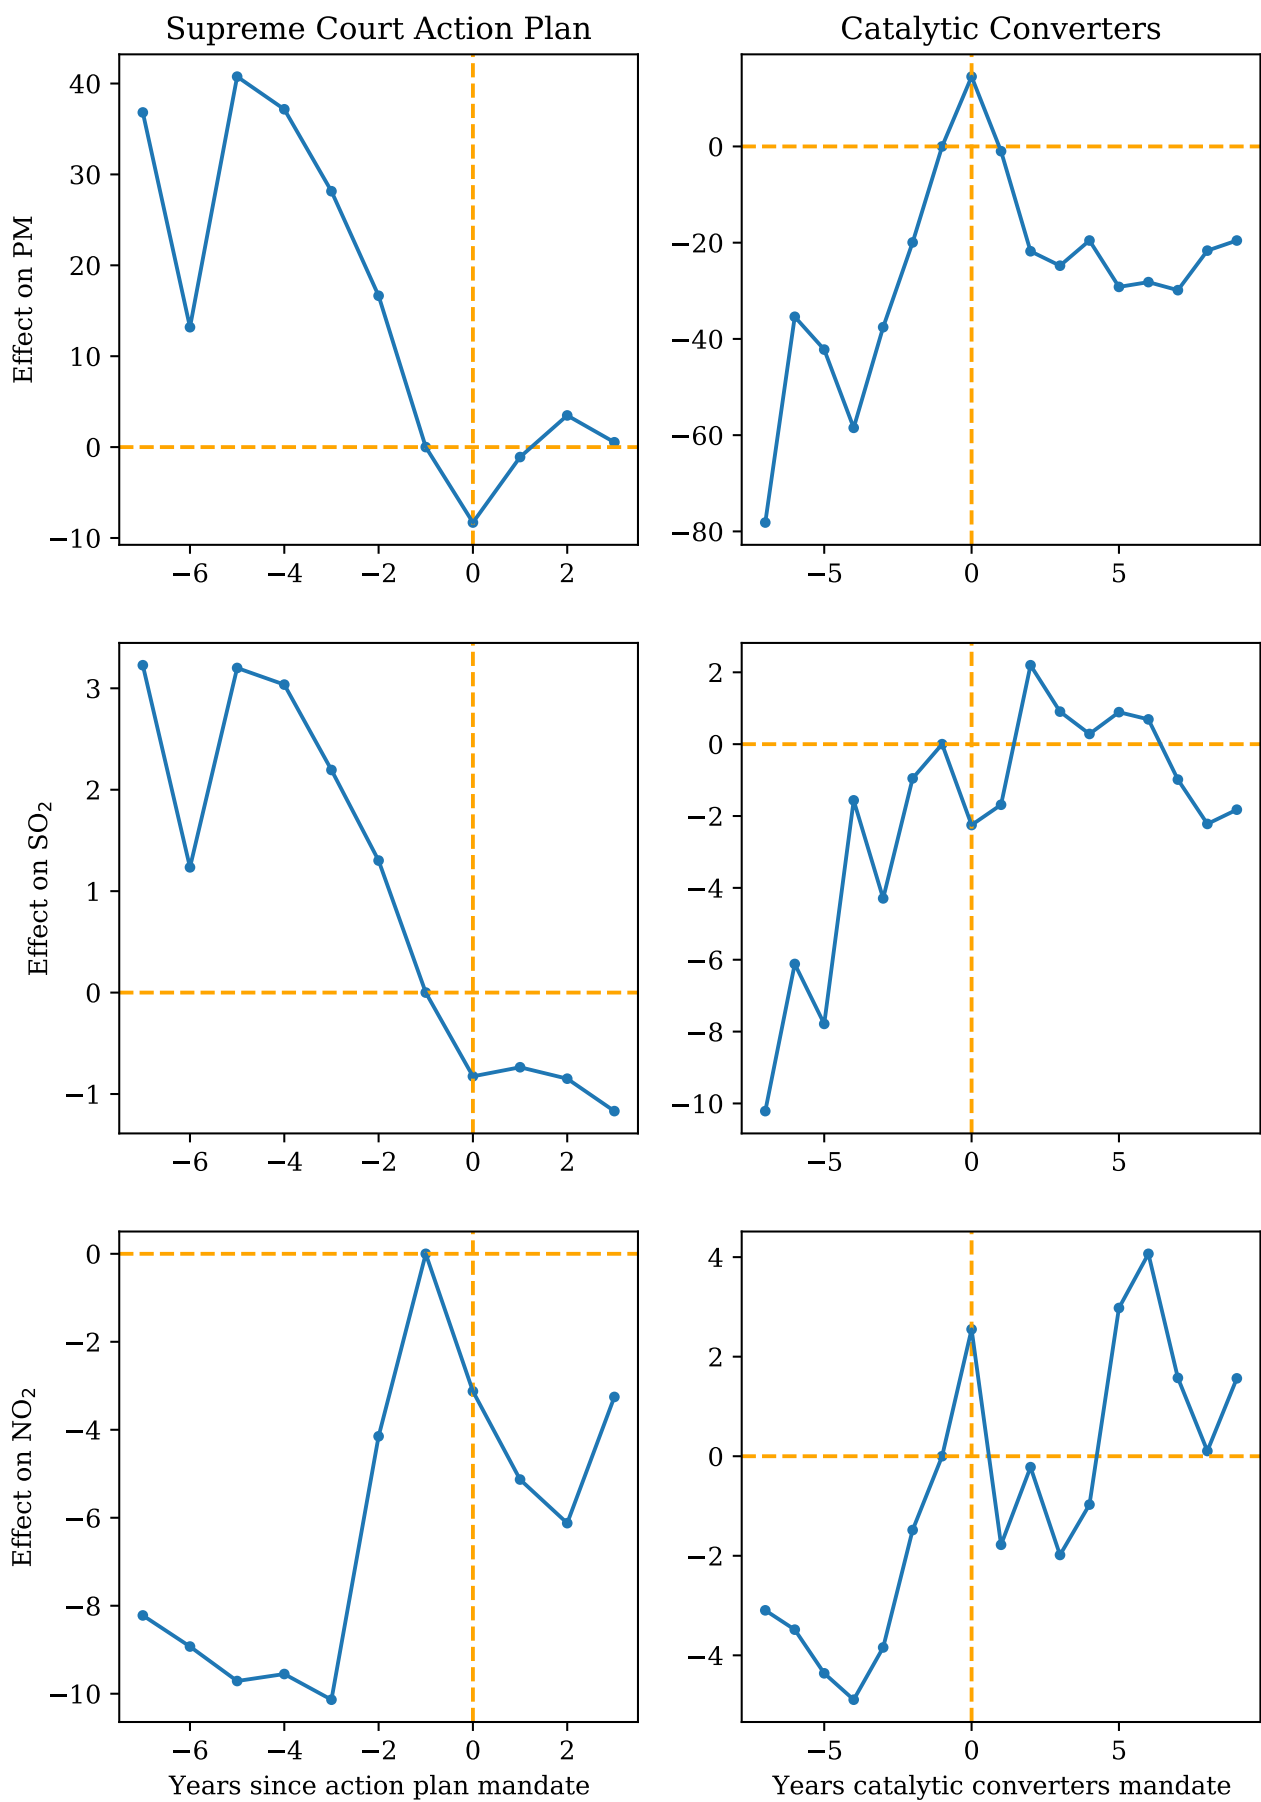 Supreme Court Action Plan
Catalytic Converters
Effect on PM
40
30
20
10
0
−10
−6 −4 −2 0 2
0
−20
−40
−60
−80
−5 0 5
Effect on SO₂
3
2
1
0
−1
−6 −4 −2 0 2
2
0
−2
−4
−6
−8
−10
−5 0 5
Effect on NO₂
0
−2
−4
−6
−8
−10
−6 −4 −2 0 2
Years since action plan mandate
4
2
0
−2
−4
−5 0 5
Years catalytic converters mandate